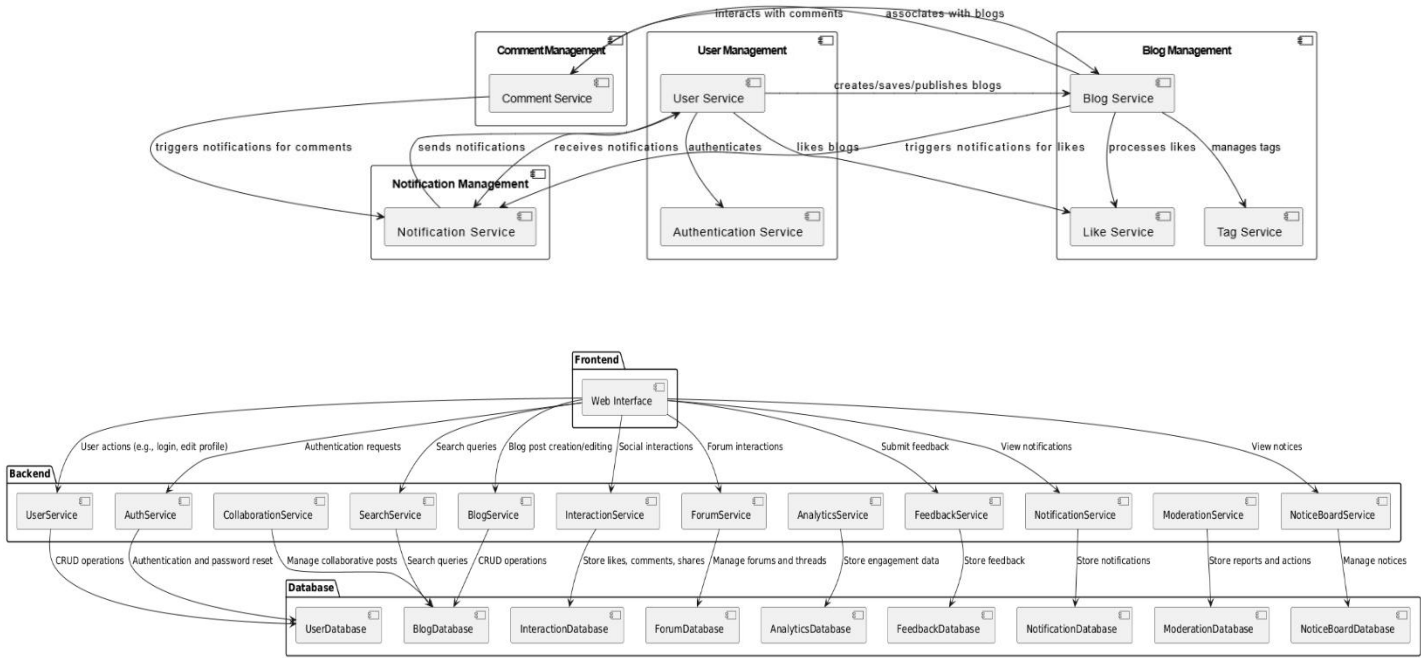 interacts with comments
associates with blogs
Comment Management
User Management
Blog Management
Comment Service
User Service
creates/saves/publishes blogs
Blog Service
triggers notifications for comments
sends notifications
receives notifications
authenticates
likes blogs
triggers notifications for likes
processes likes
manages tags
Notification Management
Notification Service
Authentication Service
Like Service
Tag Service
Frontend
Web Interface
User actions (e.g., login, edit profile)
Authentication requests
Search queries
Blog post creation/editing
Social interactions
Forum interactions
Submit feedback
View notifications
View notices
Backend
UserService
AuthService
CollaborationService
SearchService
BlogService
InteractionService
ForumService
AnalyticsService
FeedbackService
NotificationService
ModerationService
NoticeBoardService
CRUD operations
Authentication and password reset
Manage collaborative posts
Search queries
CRUD operations
Store likes, comments, shares
Manage forums and threads
Store engagement data
Store feedback
Store notifications
Store reports and actions
Manage notices
Database
UserDatabase
BlogDatabase
InteractionDatabase
ForumDatabase
AnalyticsDatabase
FeedbackDatabase
NotificationDatabase
ModerationDatabase
NoticeBoardDatabase